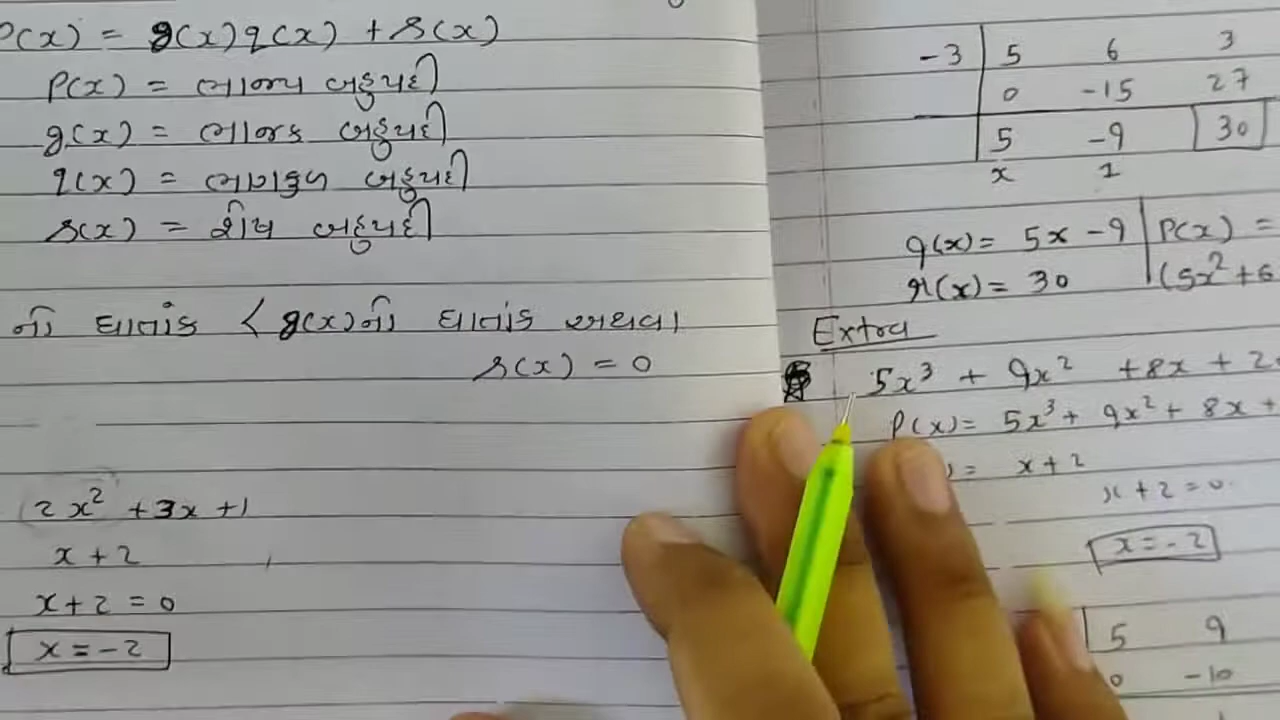 P(x) = g(x) q(x) + r(x)
P(x) = ભાજ્ય બહુપદી
g(x) = ભાજક બહુપદી
q(x) = ભાગફળ બહુપદી
r(x) = શેષ બહુપદી
ની ઘાતાંક < g(x)ની ઘાતાંક અથવા
r(x) = 0
2x² + 3x + 1
x + 2
x + 2 = 0
x = -2
-3 | 5 6 3
0 -15 27
5 -9 30
x 1
q(x) = 5x - 9 | P(x) =
r(x) = 30 | (5x² + 6
Extra
5x³ + 9x² + 8x + 2
P(x) = 5x³ + 9x² + 8x +
) = x + 2
x + 2 = 0.
x = -2
5 9
0 -10